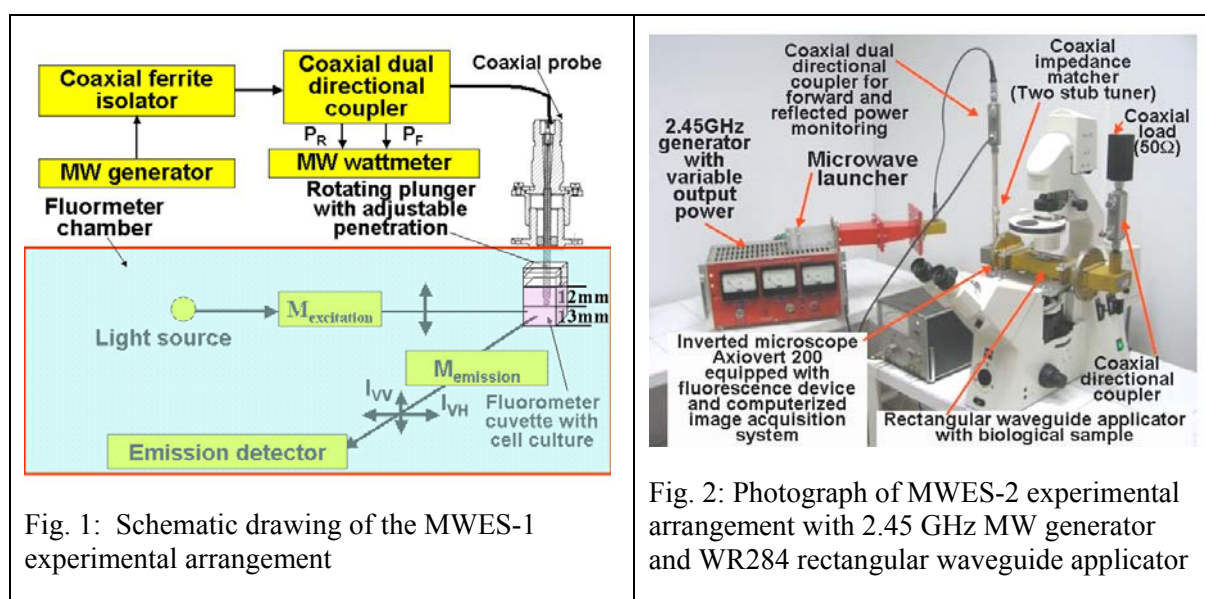 Coaxial ferrite
isolator
Coaxial dual
directional
coupler
Coaxial probe
P_R
P_F
MW generator
MW wattmeter
Rotating plunger
with adjustable
penetration
Fluormeter
chamber
12mm
13mm
M_excitation
Light source
M_emission
I_VV
I_VH
Fluorometer
cuvette with
cell culture
Emission detector
Fig. 1: Schematic drawing of the MWES-1
experimental arrangement
Coaxial dual
directional
coupler for
forward and
reflected power
monitoring
Coaxial
impedance
matcher
(Two stub tuner)
Coaxial
load
(50Ω)
2.45GHz
generator
with
variable
output
power
Microwave
launcher
Inverted microscope
Axiovert 200
equipped with
fluorescence device
and computerized
image acquisition
system
Coaxial
directional
coupler
Rectangular waveguide applicator
with biological sample
Fig. 2: Photograph of MWES-2 experimental
arrangement with 2.45 GHz MW generator
and WR284 rectangular waveguide applicator